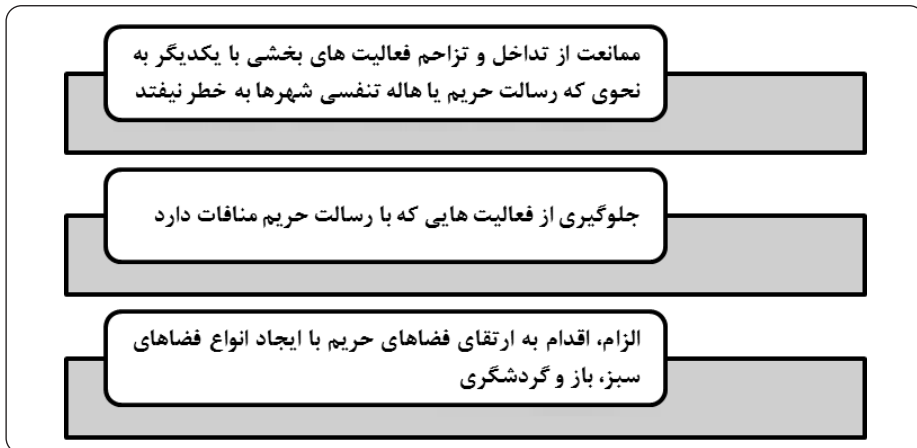 ممانعت از تداخل و تزاحم فعالیت های بخشی با یکدیگر به
نحوی که رسالت حریم یا هاله تنفسی شهرها به خطر نیفتد
جلوگیری از فعالیت هایی که با رسالت حریم منافات دارد
الزام، اقدام به ارتقای فضاهای حریم با ایجاد انواع فضاهای
سبز، باز و گردشگری